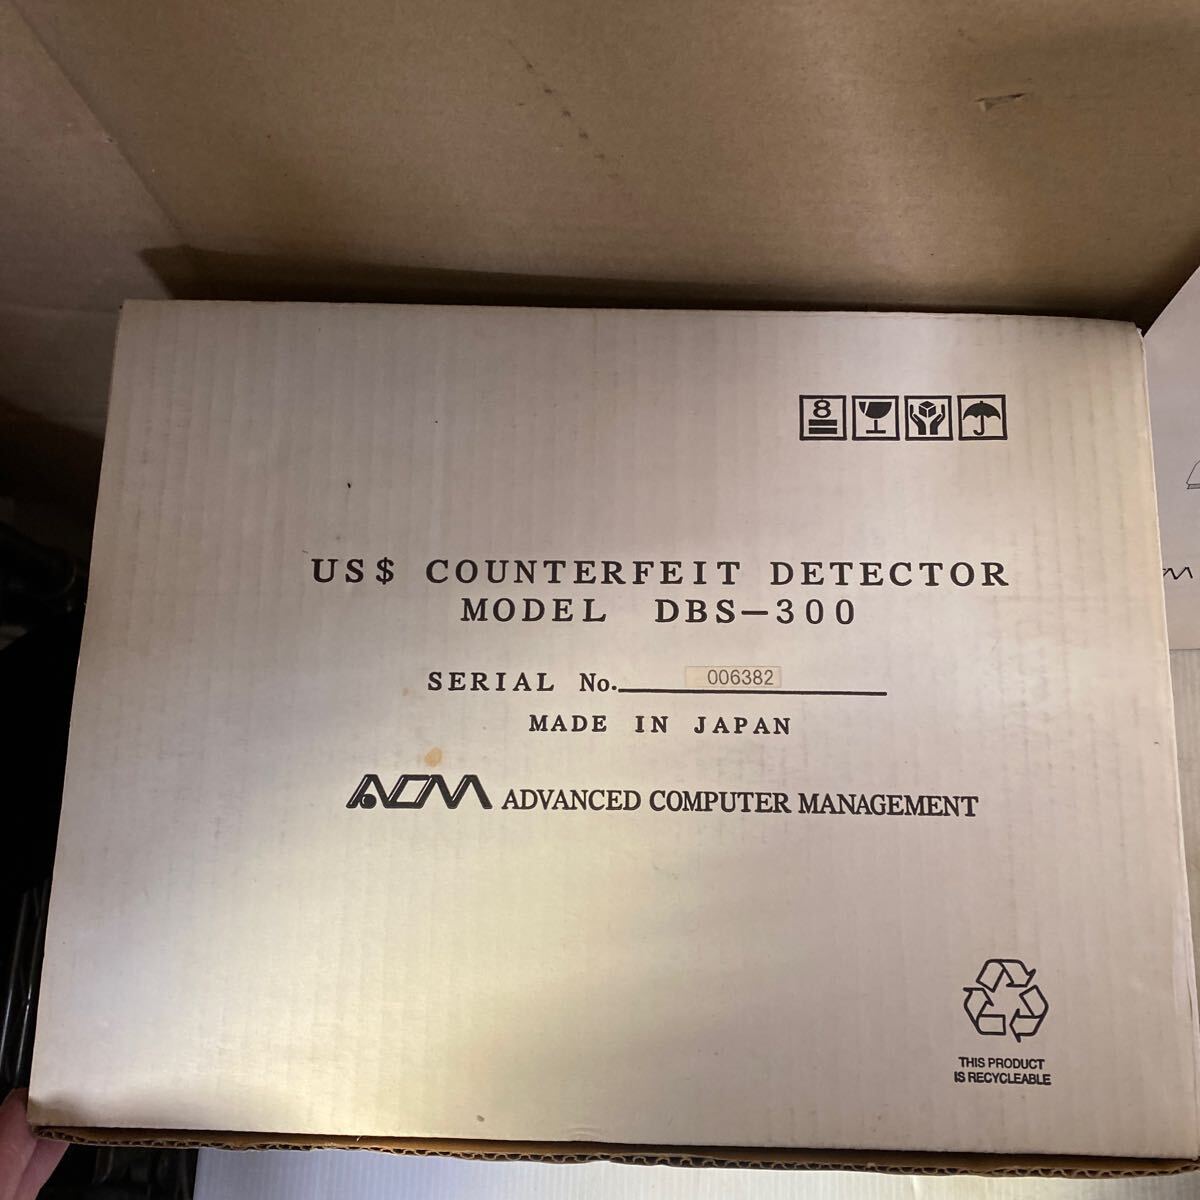 8
US$ COUNTERFEIT DETECTOR
MODEL DBS-300
SERIAL No. 006382
MADE IN JAPAN
ACM ADVANCED COMPUTER MANAGEMENT
THIS PRODUCT
IS RECYCLEABLE